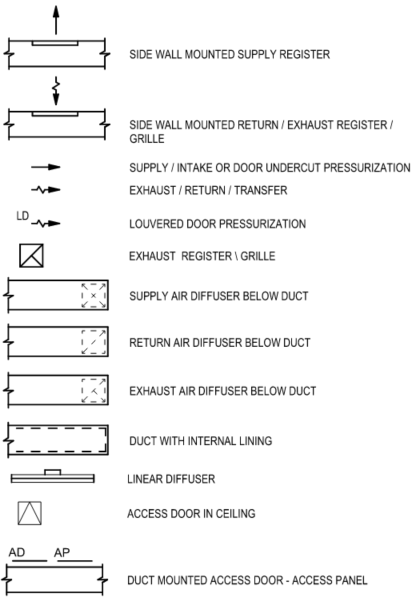 SIDE WALL MOUNTED SUPPLY REGISTER
SIDE WALL MOUNTED RETURN / EXHAUST REGISTER /
GRILLE
SUPPLY / INTAKE OR DOOR UNDERCUT PRESSURIZATION
EXHAUST / RETURN / TRANSFER
LD
LOUVERED DOOR PRESSURIZATION
EXHAUST REGISTER \ GRILLE
SUPPLY AIR DIFFUSER BELOW DUCT
RETURN AIR DIFFUSER BELOW DUCT
EXHAUST AIR DIFFUSER BELOW DUCT
DUCT WITH INTERNAL LINING
LINEAR DIFFUSER
ACCESS DOOR IN CEILING
AD AP
DUCT MOUNTED ACCESS DOOR - ACCESS PANEL